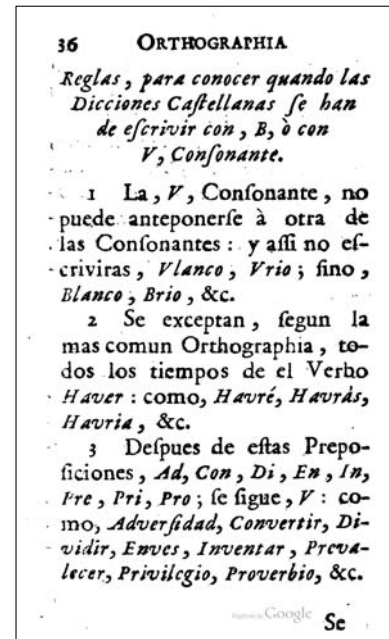 36 ORTHOGRAPHIA
Reglas, para conocer quando las
Dicciones Caſtellanas ſe han
de eſcrivir con, B, ò con
V, Conſonante.
1 La, V, Conſonante, no
puede anteponerſe à otra de
las Conſonantes: y aſſi no eſ-
criviras, Vlanco, Vrio; ſino,
Blanco, Brio, &c.
2 Se exceptan, ſegun la
mas comun Orthographia, to-
dos los tiempos de el Verbo
Haver: como, Havré, Havràs,
Havria, &c.
3 Deſpues de eſtas Prepo-
ſiciones, Ad, Con, Di, En, In,
Pre, Pri, Pro; ſe ſigue, V: co-
mo, Adverſidad, Convertir, Di-
vidir, Enves, Inventar, Preva-
lecer, Privilegio, Proverbio, &c.
Digitized by Google
Se